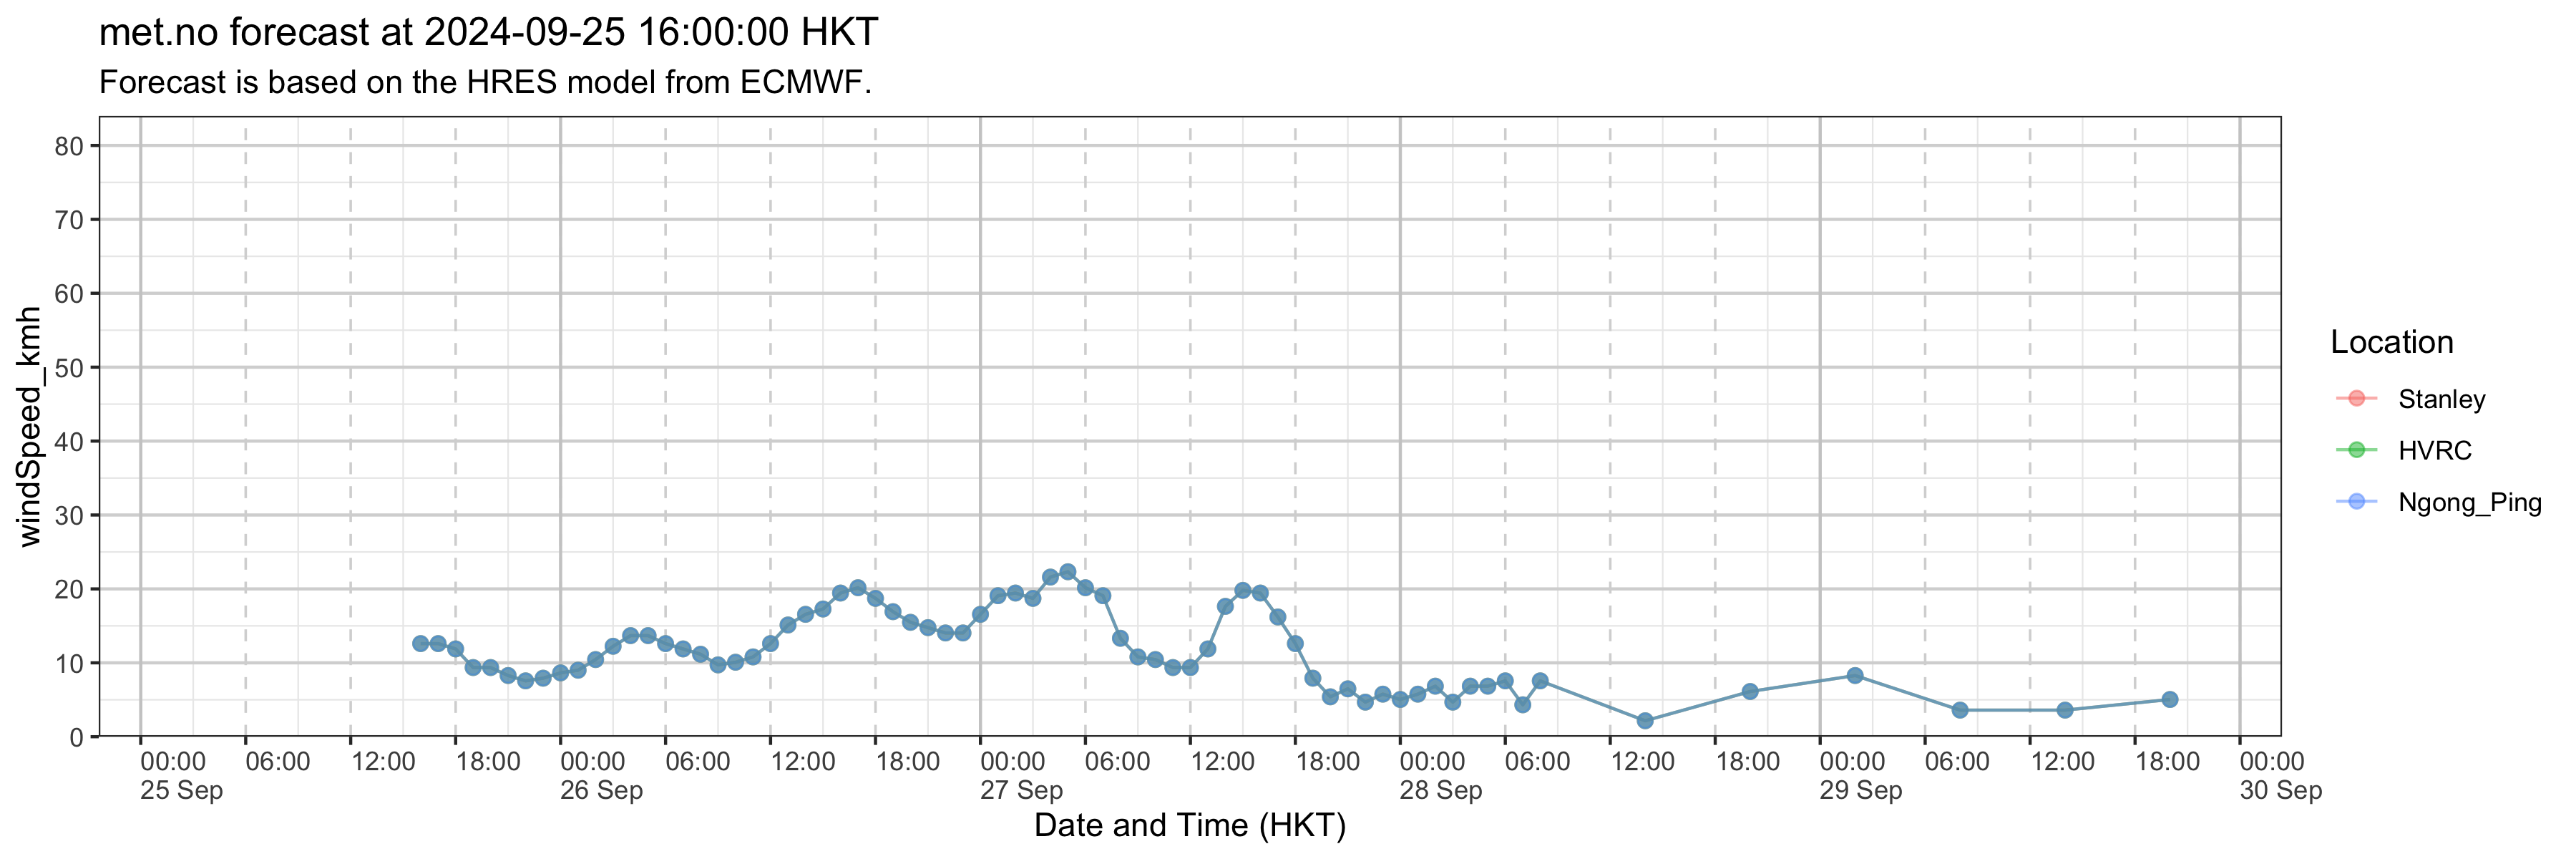 met.no forecast at 2024-09-25 16:00:00 HKT
Forecast is based on the HRES model from ECMWF.
windSpeed_kmh
80
70
60
50
40
30
20
10
0
00:00 06:00 12:00 18:00 00:00 06:00 12:00 18:00 00:00 06:00 12:00 18:00 00:00 06:00 12:00 18:00 00:00 06:00 12:00 18:00 00:00
25 Sep 26 Sep 27 Sep 28 Sep 29 Sep 30 Sep
Date and Time (HKT)
Location
Stanley
HVRC
Ngong_Ping